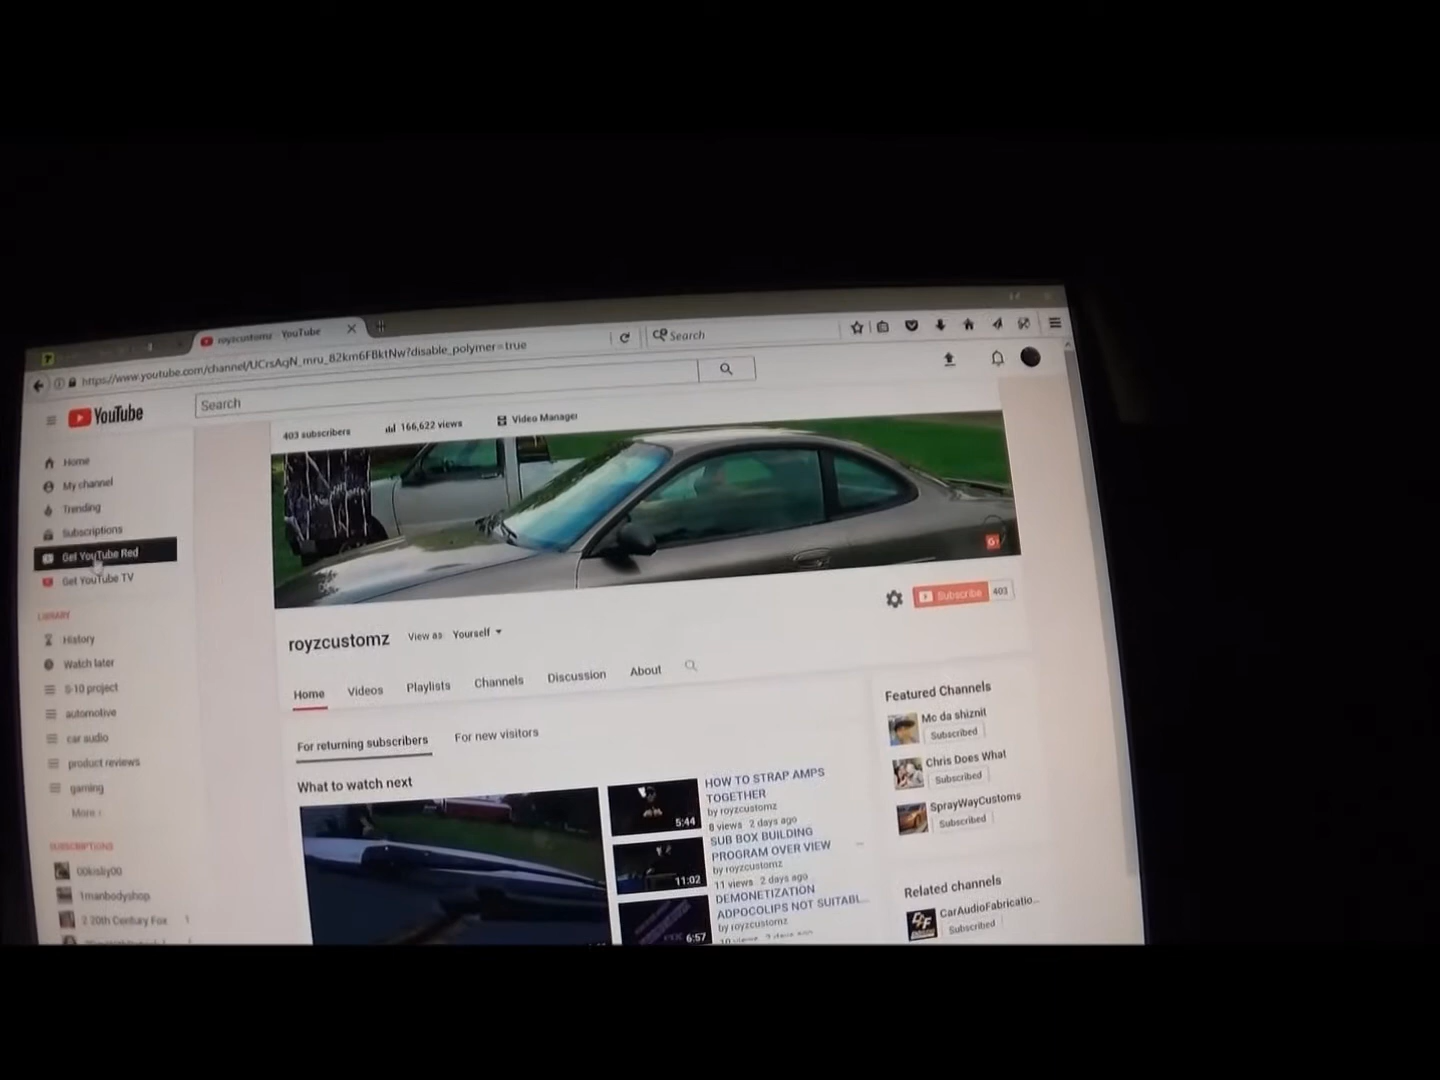 royzcustomz YouTube
https://www.youtube.com/channel/UCrsAgN_mru_82km6FBktNw?disable_polymer=true
Search
YouTube
Search
403 subscribers
166,622 views
Video Manager
Home
My channel
Trending
Subscriptions
Get YouTube Red
Get YouTube TV
LIBRARY
History
Watch later
S-10 project
automotive
car audio
product reviews
gaming
More
SUBSCRIPTIONS
1manbodyshop
2 20th Century Fox 1
G+
Subscribe 403
royzcustomz
View as: Yourself
Home Videos Playlists Channels Discussion About
For returning subscribers
For new visitors
What to watch next
5:44
HOW TO STRAP AMPS
TOGETHER
by royzcustomz
8 views 2 days ago
11:02
SUB BOX BUILDING
PROGRAM OVER VIEW
by royzcustomz
11 views 2 days ago
6:57
DEMONETIZATION
ADPOCOLIPS NOT SUITABL...
by royzcustomz
Featured Channels
Mc da shiznit
Subscribed
Chris Does What
Subscribed
SprayWayCustoms
Subscribed
Related channels
CarAudioFabricatio...
Subscribed